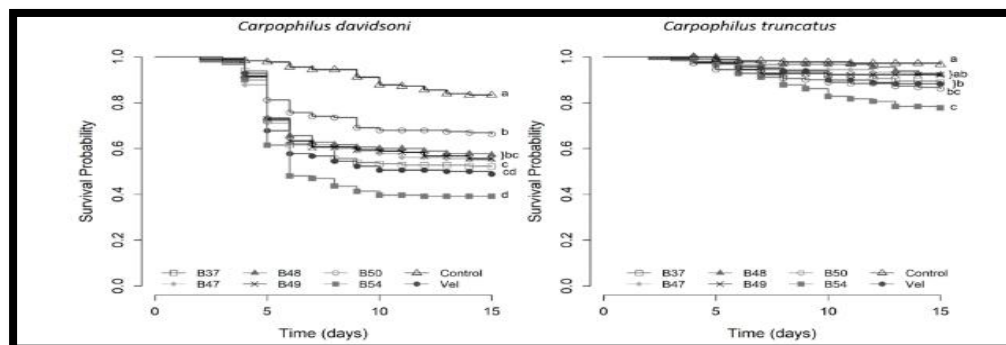 Carpophilus davidsoni
Carpophilus truncatus
Survival Probability
1.0
0.8
0.6
0.4
0.2
0.0
a
b
}bc
c
cd
d
B37 B48 B50 Control
B47 B49 B54 Vel
0 5 10 15
Time (days)
Survival Probability
1.0
0.8
0.6
0.4
0.2
0.0
a
}ab
}b
bc
c
B37 B48 B50 Control
B47 B49 B54 Vel
0 5 10 15
Time (days)